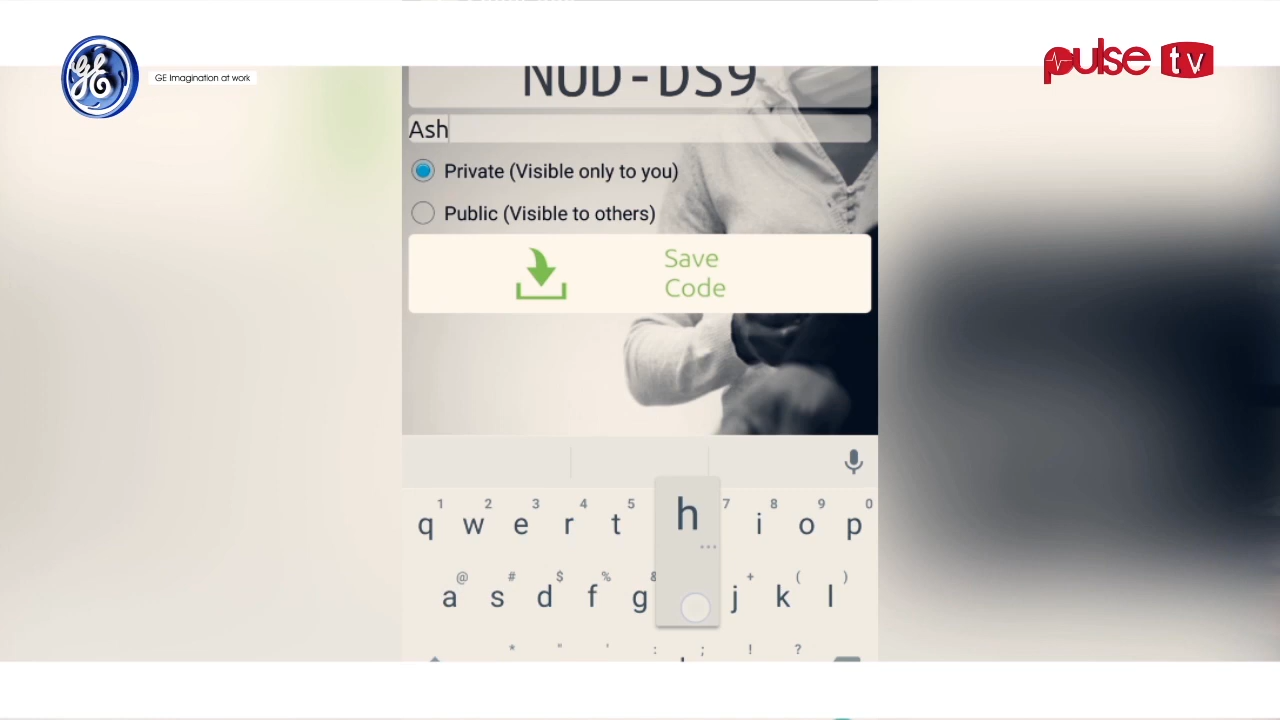 GE Imagination at work
pulse tv
NUD-DS9
Ash
Private (Visible only to you)
Public (Visible to others)
Save
Code
h
1 2 3 4 5 7 8 9 0
q w e r t i o p
@ # $ % & + ( )
a s d f g j k l
* " ' : ; ! ?